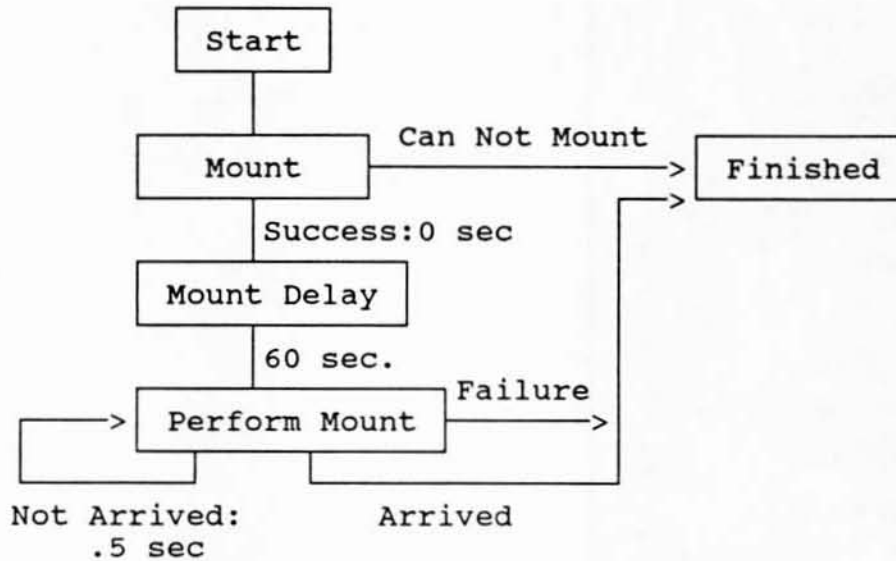 Start
Can Not Mount
Mount
Finished
Success:0 sec
Mount Delay
60 sec.
Failure
Perform Mount
Not Arrived:
.5 sec
Arrived